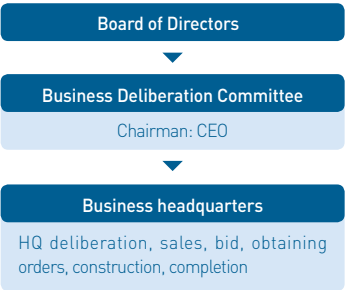 Board of Directors
Business Deliberation Committee
Chairman: CEO
Business headquarters
HQ deliberation, sales, bid, obtaining
orders, construction, completion